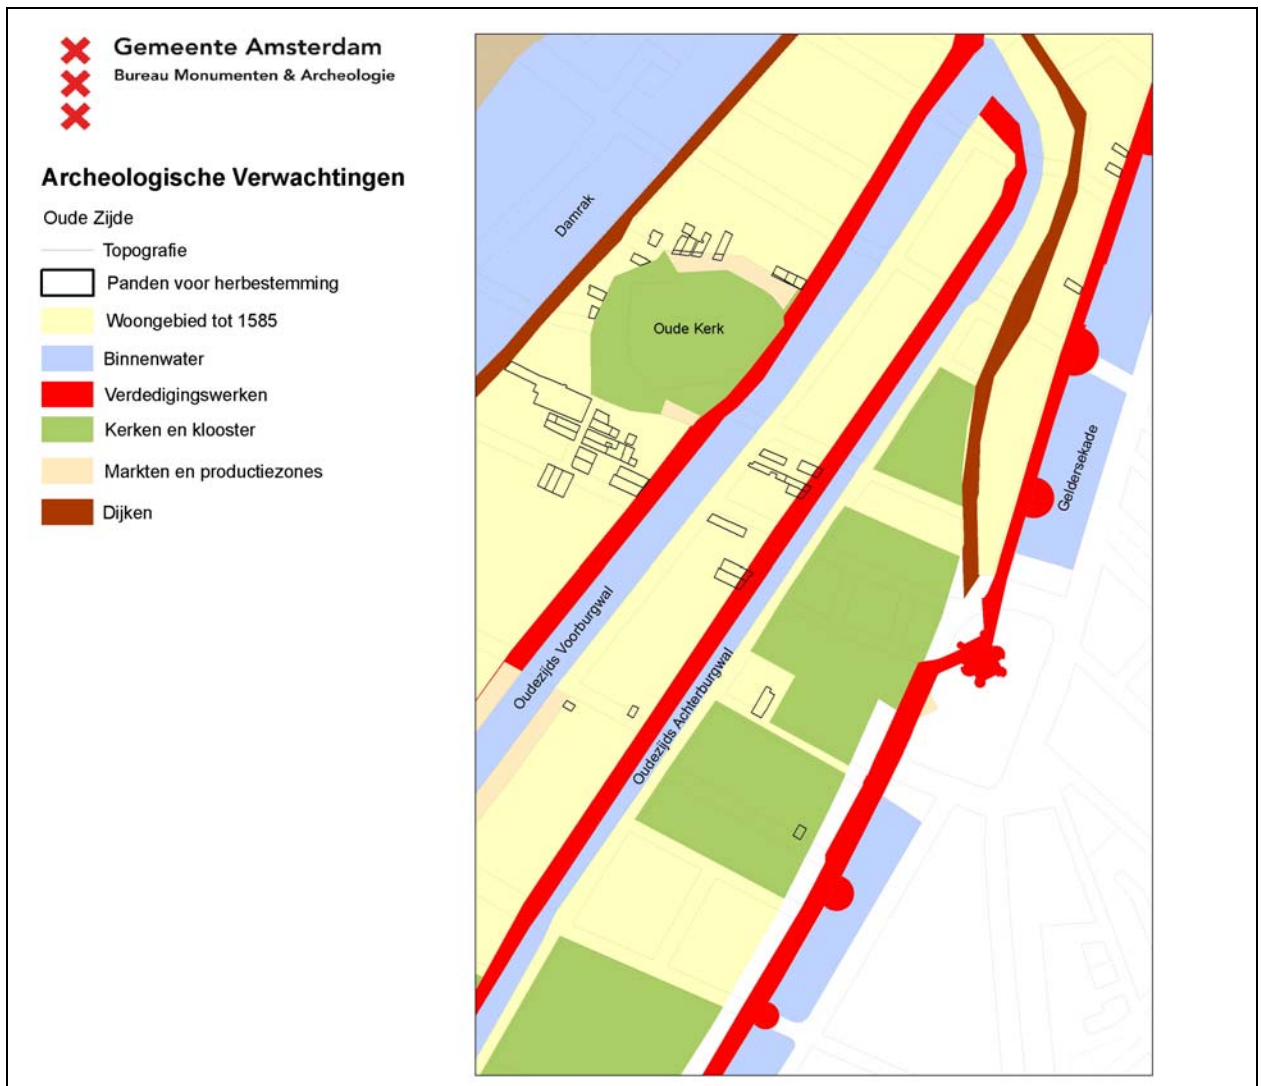 Gemeente Amsterdam
Bureau Monumenten & Archeologie
Archeologische Verwachtingen
Oude Zijde
Topografie
Panden voor herbestemming
Woongebied tot 1585
Binnenwater
Verdedigingswerken
Kerken en klooster
Markten en productiezones
Dijken
Damrak
Oude Kerk
Geldersekade
Oudezijds Voorburgwal
Oudezijds Achterburgwal